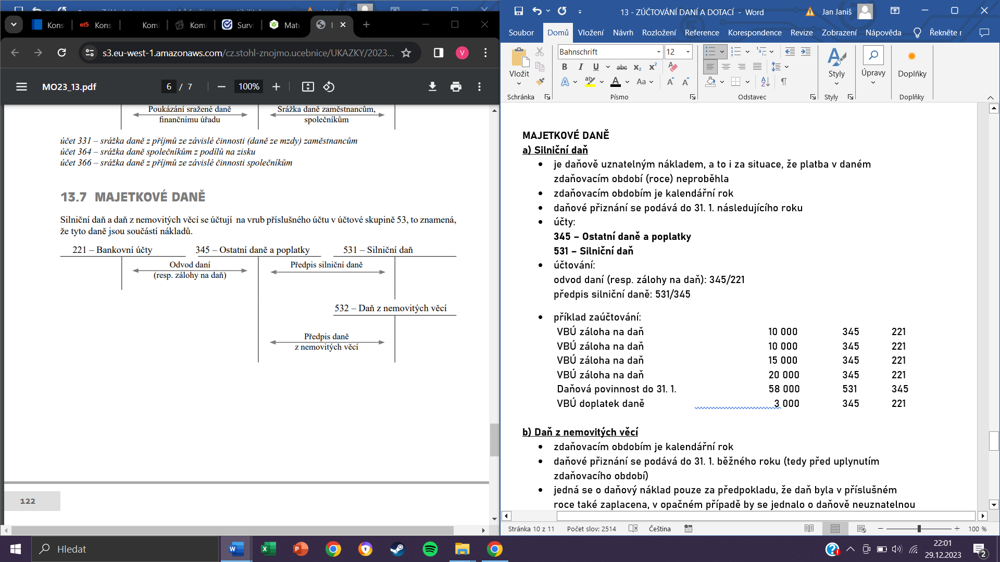 Kons
Kons
Koml
Koml
Survi
Matu
s3.eu-west-1.amazonaws.com/cz.stohl-znojmo.ucebnice/UKAZKY/2023...
V
MO23_13.pdf
6 / 7
100%
Poukázání sražené daně
finančnímu úřadu
Srážka daně zaměstnancům,
společníkům
účet 331 – srážka daně z příjmů ze závislé činnosti (daně ze mzdy) zaměstnancům
účet 364 – srážka daně společníkům z podílů na zisku
účet 366 – srážka daně z příjmů ze závislé činnosti společníkům
13.7 MAJETKOVÉ DANĚ
Silniční daň a daň z nemovitých věcí se účtují na vrub příslušného účtu v účtové skupině 53, to znamená,
že tyto daně jsou součástí nákladů.
221 – Bankovní účty
345 – Ostatní daně a poplatky
531 – Silniční daň
Odvod daní
(resp. zálohy na daň)
Předpis silniční daně
532 – Daň z nemovitých věcí
Předpis daně
z nemovitých věcí
122
13 - ZÚČTOVÁNÍ DANÍ A DOTACÍ - Word
Jan Janiš
Soubor Domů Vložení Návrh Rozložení Reference Korespondence Revize Zobrazení Nápověda Řekněte
Vložit
Schránka
Bahnschrift 12
B I U abc x₂ x²
A A Aa A A
Písmo
Odstavec
Styly
Styly
Úpravy
Doplňky
Doplňky
MAJETKOVÉ DANĚ
a) Silniční daň
• je daňově uznatelným nákladem, a to i za situace, že platba v daném
zdaňovacím období (roce) neproběhla
• zdaňovacím obdobím je kalendářní rok
• daňové přiznání se podává do 31. 1. následujícího roku
• účty:
345 – Ostatní daně a poplatky
531 – Silniční daň
• účtování:
odvod daní (resp. zálohy na daň): 345/221
předpis silniční daně: 531/345
• příklad zaúčtování:
VBÚ záloha na daň 10 000 345 221
VBÚ záloha na daň 10 000 345 221
VBÚ záloha na daň 15 000 345 221
VBÚ záloha na daň 20 000 345 221
Daňová povinnost do 31. 1. 58 000 531 345
VBÚ doplatek daně 3 000 345 221
b) Daň z nemovitých věcí
• zdaňovacím obdobím je kalendářní rok
• daňové přiznání se podává do 31. 1. běžného roku (tedy před uplynutím
zdaňovacího období)
• jedná se o daňový náklad pouze za předpokladu, že daň byla v příslušném
roce také zaplacena, v opačném případě by se jednalo o daňově neuznatelnou
Stránka 10 z 11 Počet slov: 2514 Čeština 100 %
Hledat
22:01
29.12.2023
2